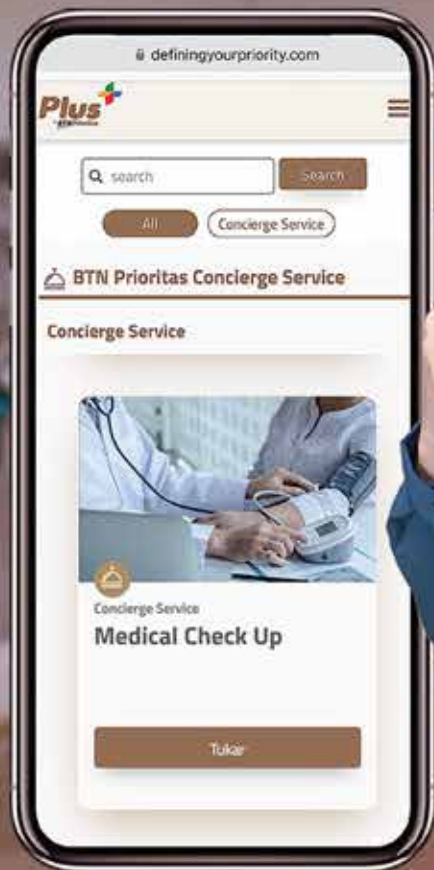 definingyourpriority.com
Plus
search
Search
All
Concierge Service
BTN Prioritas Concierge Service
Concierge Service
Concierge Service
Medical Check Up
Tukar